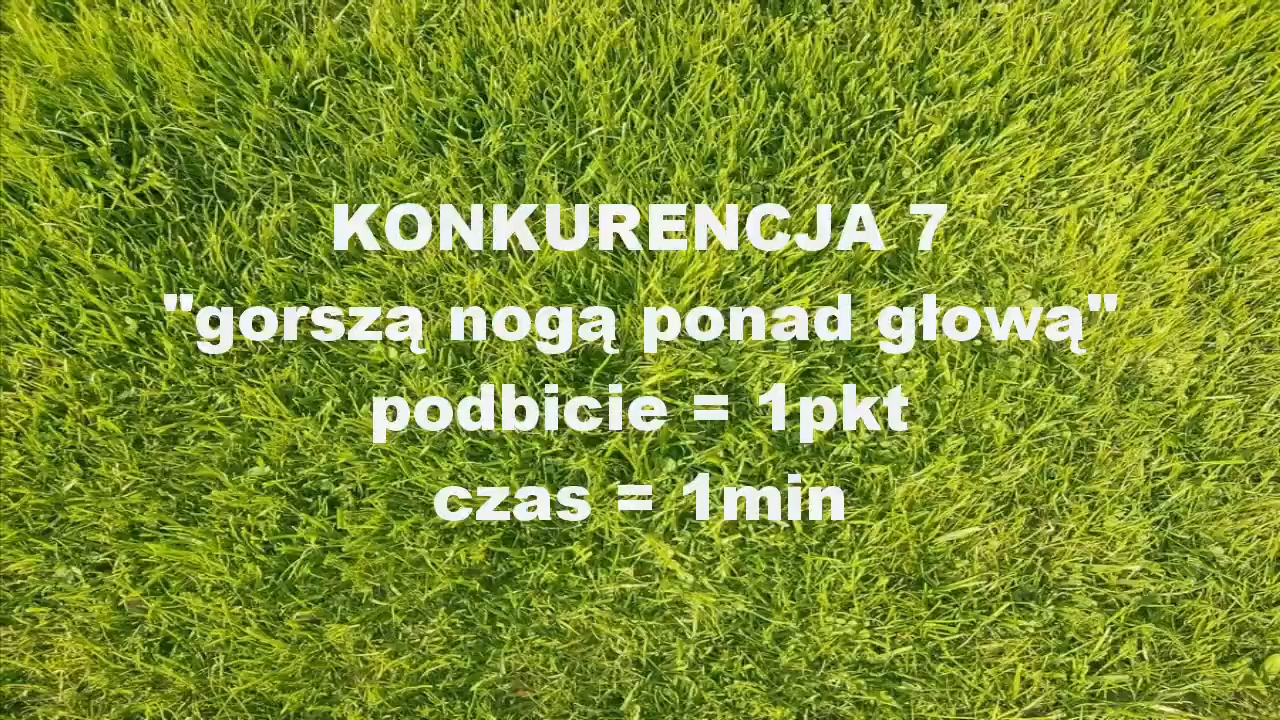 KONKURENCJA 7
"gorszą nogą ponad głową"
podbicie = 1pkt
czas = 1min